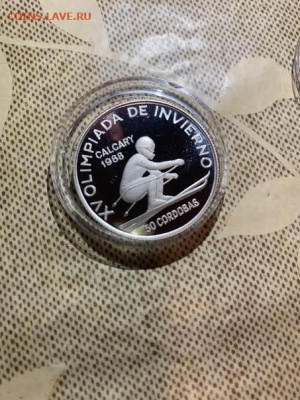 COINS.LAVE.RU
XV OLIMPIADA DE INVIERNO
CALGARY
1988
50 CORDOBAS